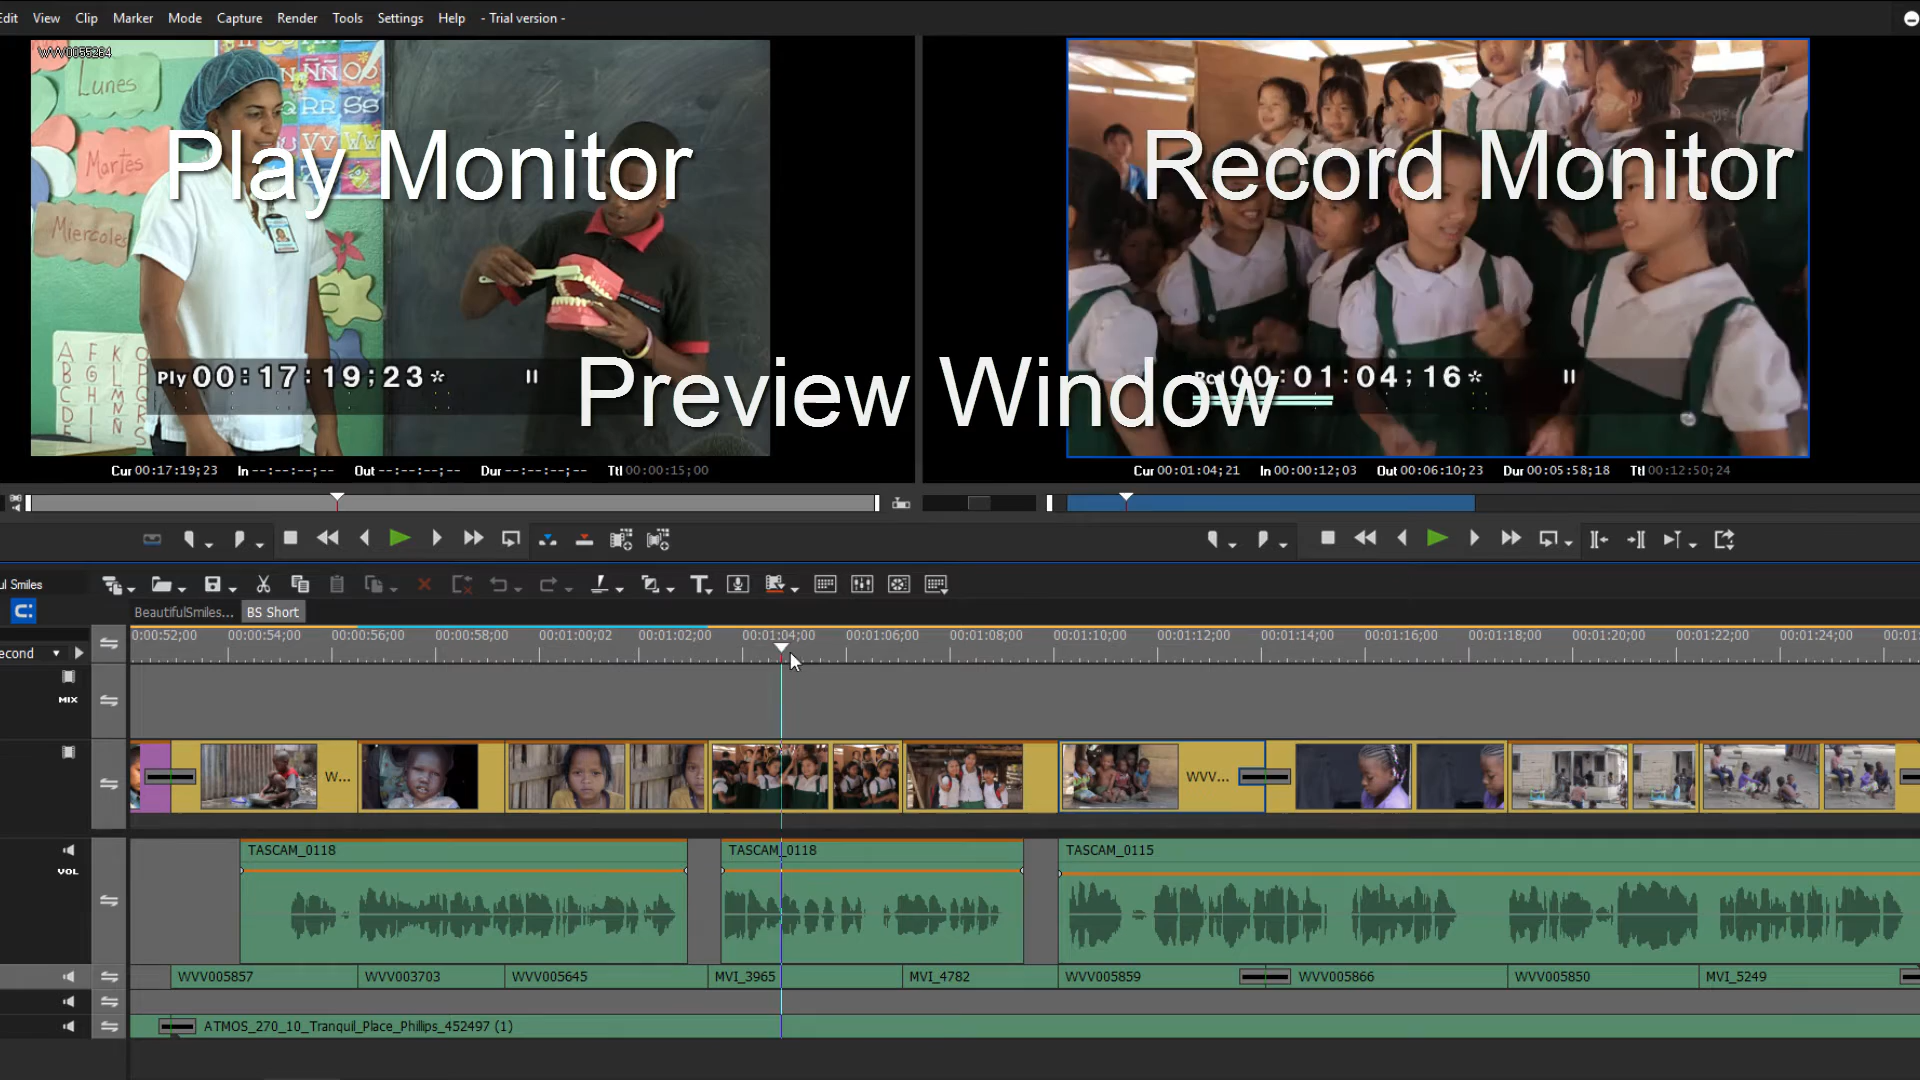 Edit View Clip Marker Mode Capture Render Tools Settings Help - Trial version -
WVV0055264
Lunes
Martes
Miercoles
Ñ Ñ O
Q RR SS
V W
A F K O
B G L P
C H M Q
D I N
E J Ñ
Play Monitor
Record Monitor
Preview Window
Ply 00:17:19;23*
Rcd 00:01:04;16*
Cur 00:17:19;23 In --:--:--;-- Out --:--:--;-- Dur --:--:--;-- Ttl 00:00:15;00
Cur 00:01:04;21 In 00:00:12;03 Out 00:06:10;23 Dur 00:05:58;18 Ttl 00:12:50;24
ul Smiles
BeautifulSmiles... BS Short
0:00:52;00 00:00:54;00 00:00:56;00 00:00:58;00 00:01:00;02 00:01:02;00 00:01:04;00 00:01:06;00 00:01:08;00 00:01:10;00 00:01:12;00 00:01:14;00 00:01:16;00 00:01:18;00 00:01:20;00 00:01:22;00 00:01:24;00
econd
MIX
W... WVV...
TASCAM_0118 TASCAM_0118 TASCAM_0115
VOL
WVV005857 WVV003703 WVV005645 MVI_3965 MVI_4782 WVV005859 WVV005866 WVV005850 MVI_5249
ATMOS_270_10_Tranquil_Place_Phillips_452497 (1)